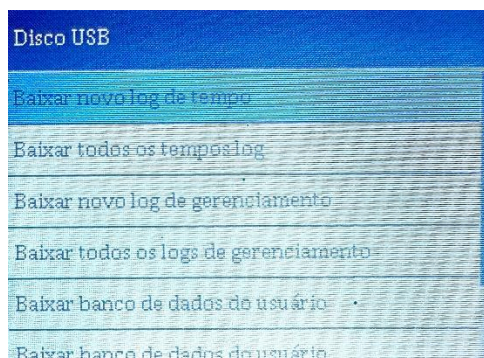 Disco USB
Baixar novo log de tempo
Baixar todos os tempos log
Baixar novo log de gerenciamento
Baixar todos os logs de gerenciamento
Baixar banco de dados do usuário
Baixar banco de dados do usuário